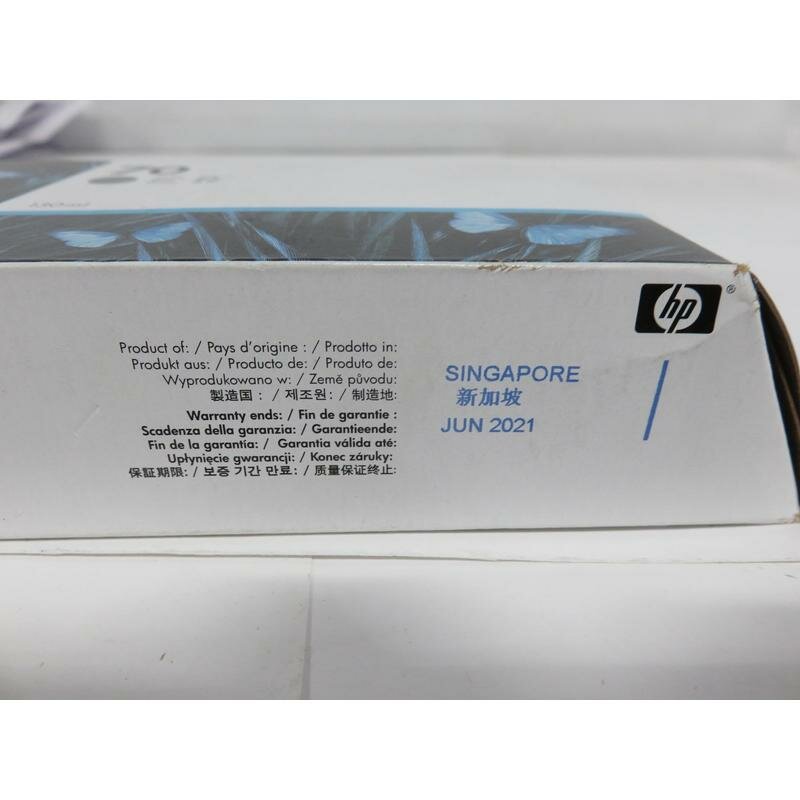 70
130ml
hp
®
Product of: / Pays d'origine : / Prodotto in:
Produkt aus: / Producto de: / Produto de:
Wyprodukowano w: / Země původu:
製造国 : / 제조원: / 制造地:
SINGAPORE
新加坡
Warranty ends: / Fin de garantie :
Scadenza della garanzia: / Garantieende:
Fin de la garantía: / Garantia válida até:
Upłynięcie gwarancji: / Konec záruky:
保証期限: / 보증 기간 만료: / 质量保证终止:
JUN 2021